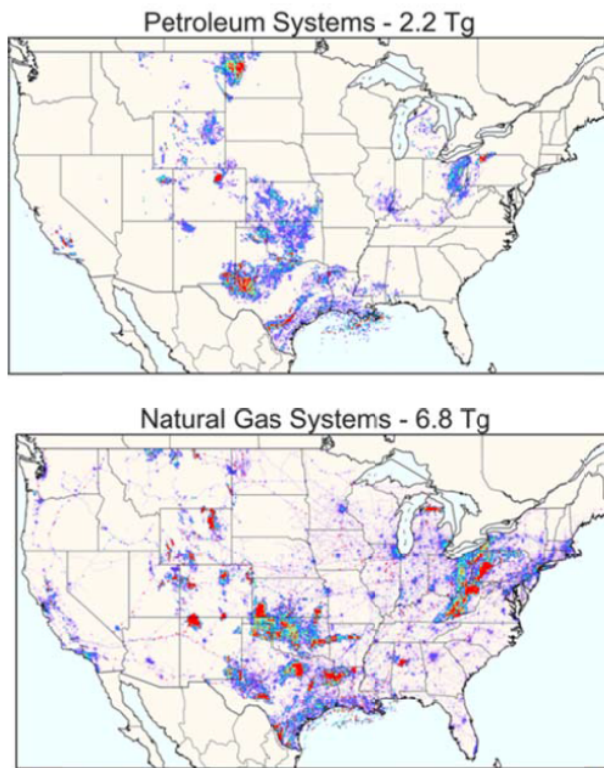 Petroleum Systems - 2.2 Tg
Natural Gas Systems - 6.8 Tg